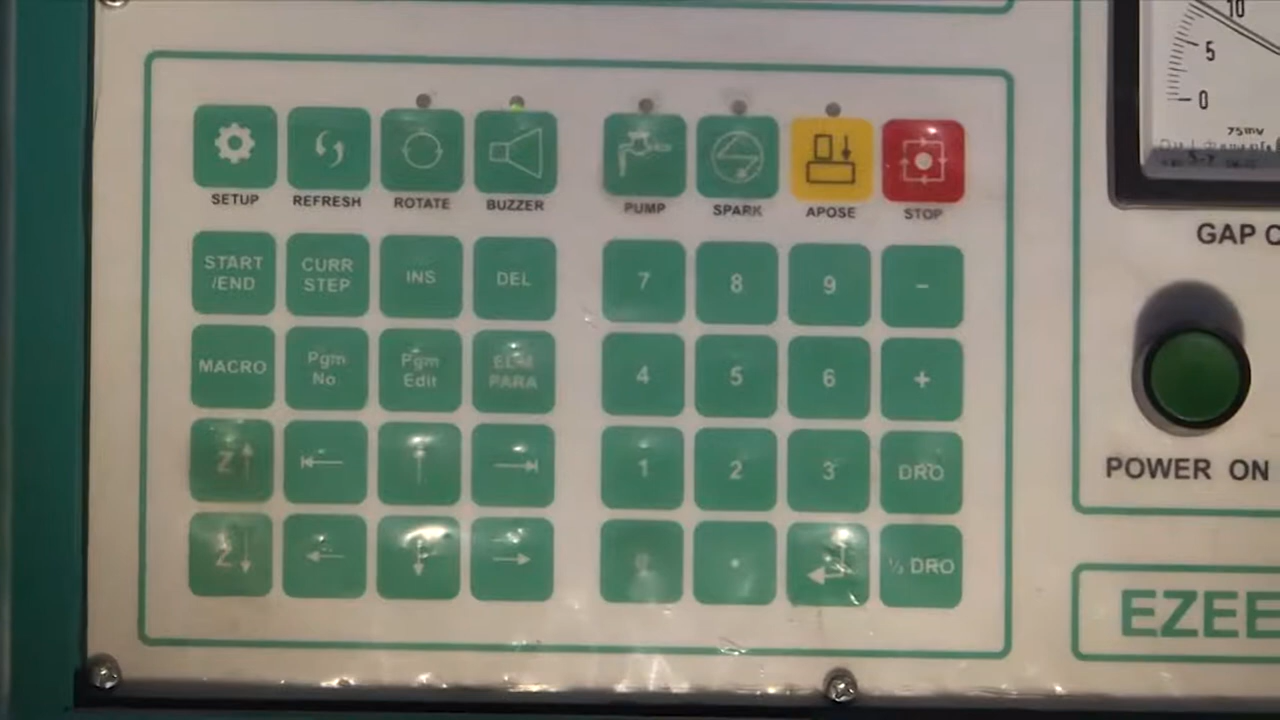 10
5
0
75mV
GAP C
SETUP
REFRESH
ROTATE
BUZZER
PUMP
SPARK
APOSE
STOP
START
/END
CURR
STEP
INS
DEL
7
8
9
-
MACRO
Pgm
No
Pgm
Edit
PARA
4
5
6
+
Z
1
2
3
DRO
Z
.
½ DRO
POWER ON
EZEE